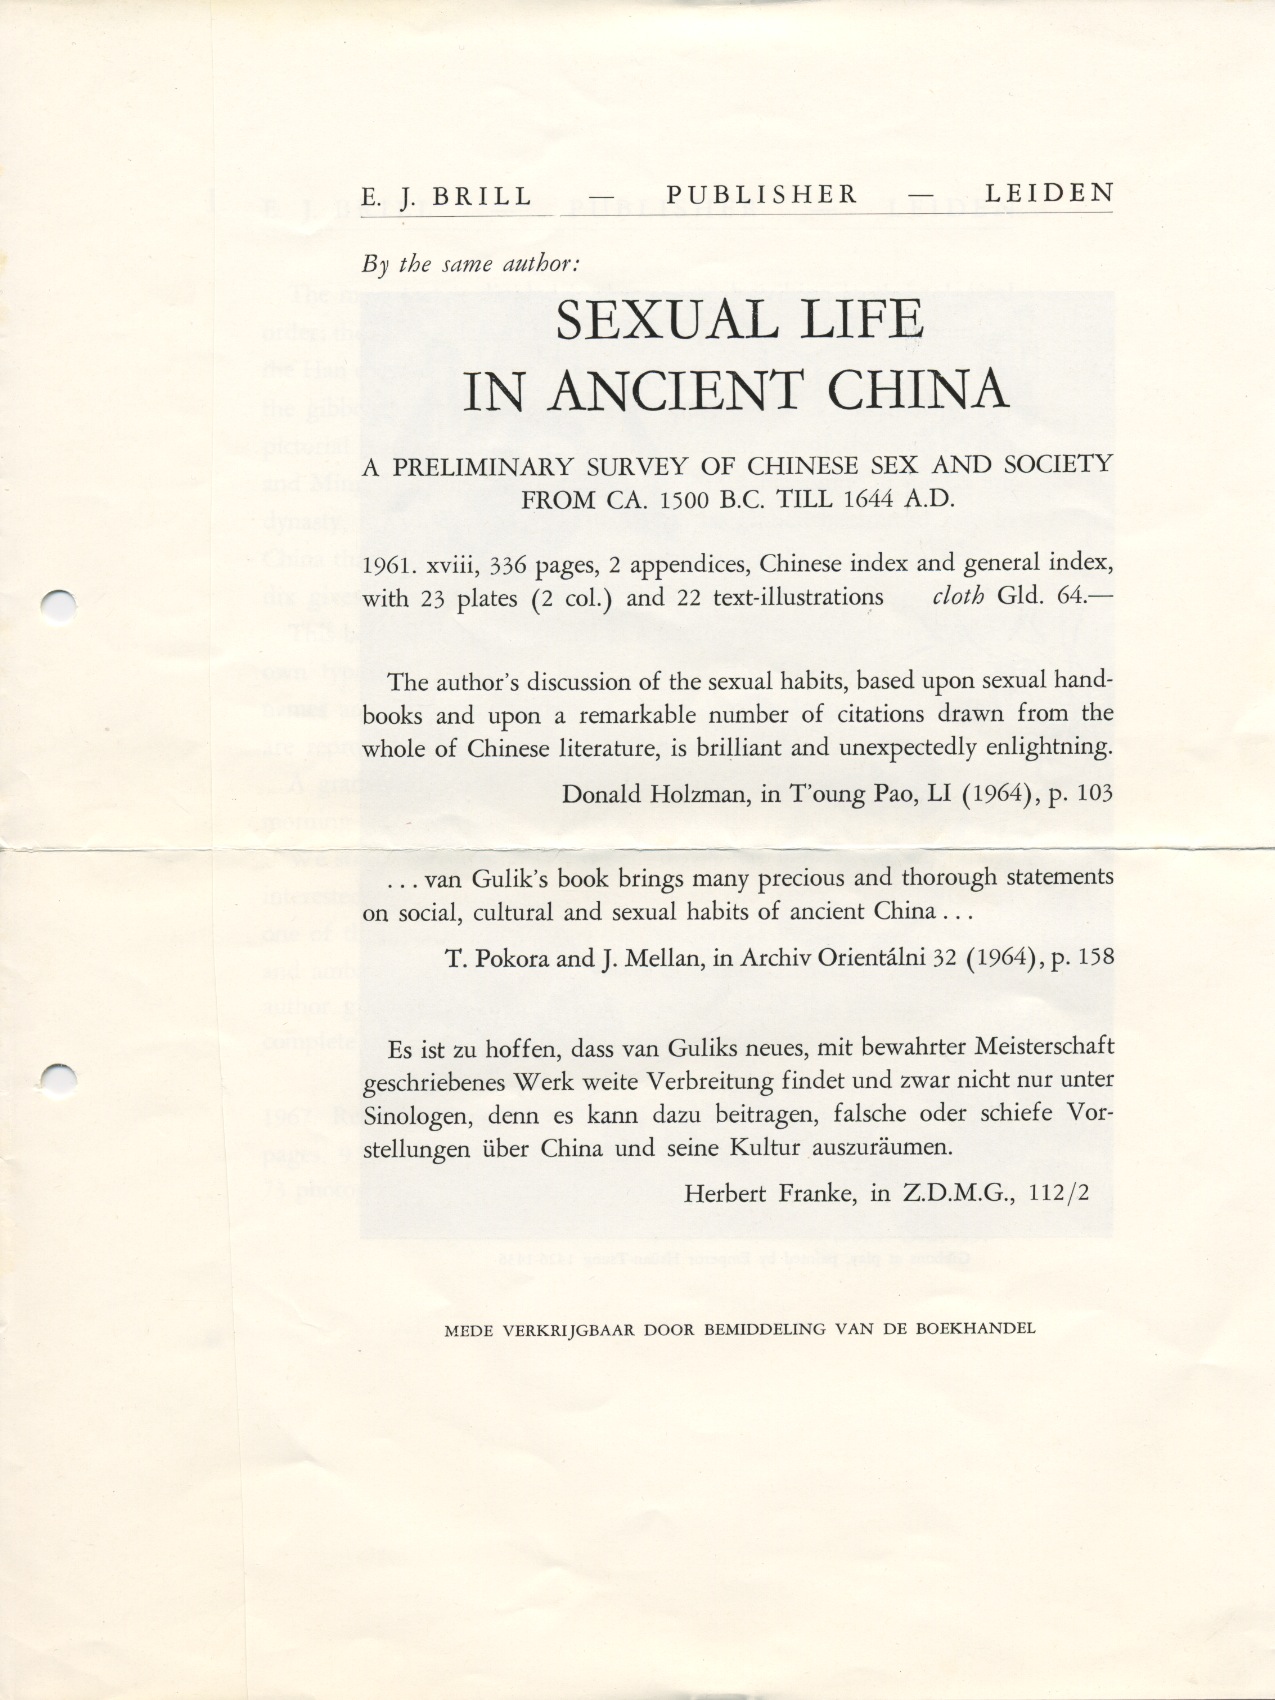 E. J. BRILL — PUBLISHER — LEIDEN
By the same author:
SEXUAL LIFE
IN ANCIENT CHINA
A PRELIMINARY SURVEY OF CHINESE SEX AND SOCIETY
FROM CA. 1500 B.C. TILL 1644 A.D.
1961. xviii, 336 pages, 2 appendices, Chinese index and general index,
with 23 plates (2 col.) and 22 text-illustrations cloth Gld. 64.—
The author's discussion of the sexual habits, based upon sexual hand-
books and upon a remarkable number of citations drawn from the
whole of Chinese literature, is brilliant and unexpectedly enlightning.
Donald Holzman, in T'oung Pao, LI (1964), p. 103
...van Gulik's book brings many precious and thorough statements
on social, cultural and sexual habits of ancient China...
T. Pokora and J. Mellan, in Archiv Orientálni 32 (1964), p. 158
Es ist zu hoffen, dass van Guliks neues, mit bewahrter Meisterschaft
geschriebenes Werk weite Verbreitung findet und zwar nicht nur unter
Sinologen, denn es kann dazu beitragen, falsche oder schiefe Vor-
stellungen über China und seine Kultur auszuräumen.
Herbert Franke, in Z.D.M.G., 112/2
MEDE VERKRIJGBAAR DOOR BEMIDDELING VAN DE BOEKHANDEL